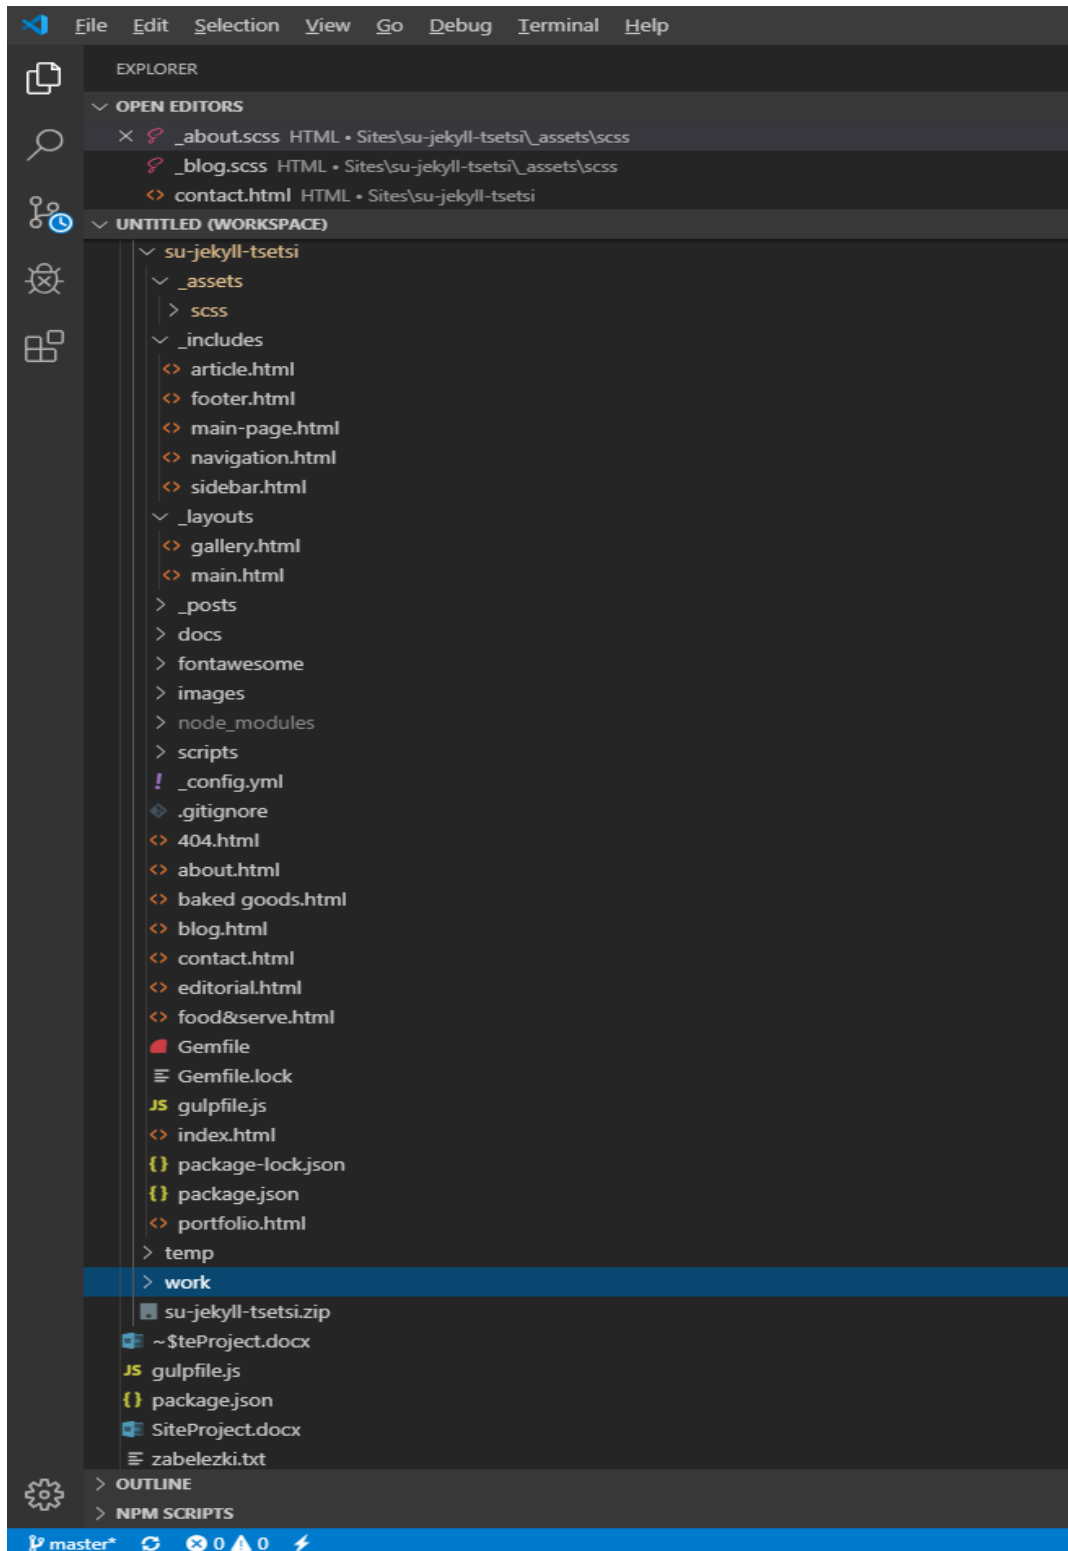 File Edit Selection View Go Debug Terminal Help
EXPLORER
OPEN EDITORS
_about.scss HTML • Sites\su-jekyll-tsetsi\_assets\scss
_blog.scss HTML • Sites\su-jekyll-tsetsi\_assets\scss
contact.html HTML • Sites\su-jekyll-tsetsi
UNTITLED (WORKSPACE)
su-jekyll-tsetsi
_assets
scss
_includes
article.html
footer.html
main-page.html
navigation.html
sidebar.html
_layouts
gallery.html
main.html
_posts
docs
fontawesome
images
node_modules
scripts
_config.yml
.gitignore
404.html
about.html
baked goods.html
blog.html
contact.html
editorial.html
food&serve.html
Gemfile
Gemfile.lock
JS gulpfile.js
index.html
{} package-lock.json
{} package.json
portfolio.html
temp
work
su-jekyll-tsetsi.zip
~$teProject.docx
JS gulpfile.js
{} package.json
SiteProject.docx
zabelezki.txt
OUTLINE
NPM SCRIPTS
master* 0 0